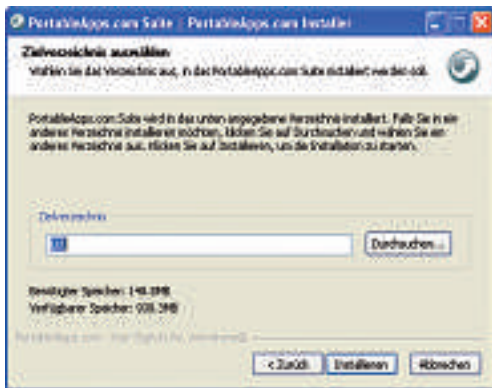 PortableApps.com Suite | PortableApps.com Installer
Zielverzeichnis auswählen
Wählen Sie das Verzeichnis aus, in das PortableApps.com Suite installiert werden soll.
PortableApps.com Suite wird in das unten angegebene Verzeichnis installiert. Falls Sie in ein
anderes Verzeichnis installieren möchten, klicken Sie auf Durchsuchen und wählen Sie ein
anderes Verzeichnis aus. Klicken Sie auf Installieren, um die Installation zu starten.
Zielverzeichnis
Durchsuchen...
Benötigter Speicher:
Verfügbarer Speicher:
PortableApps.com -
< Zurück
Installieren
Abbrechen